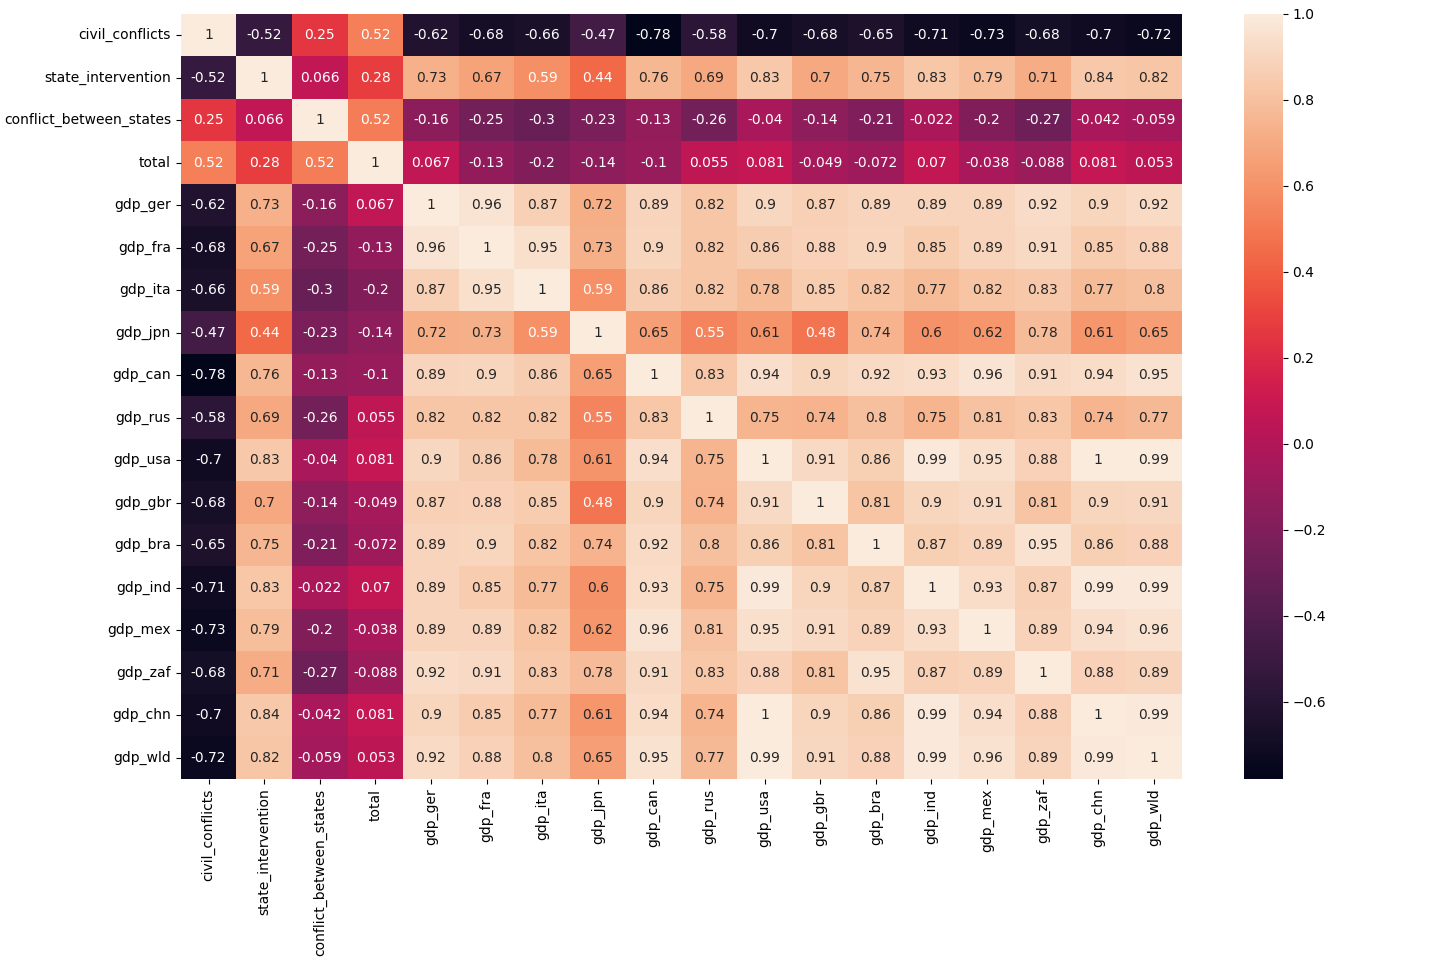 civil_conflicts 1 -0.52 0.25 0.52 -0.62 -0.68 -0.66 -0.47 -0.78 -0.58 -0.7 -0.68 -0.65 -0.71 -0.73 -0.68 -0.7 -0.72
state_intervention -0.52 1 0.066 0.28 0.73 0.67 0.59 0.44 0.76 0.69 0.83 0.7 0.75 0.83 0.79 0.71 0.84 0.82
conflict_between_states 0.25 0.066 1 0.52 -0.16 -0.25 -0.3 -0.23 -0.13 -0.26 -0.04 -0.14 -0.21 -0.022 -0.2 -0.27 -0.042 -0.059
total 0.52 0.28 0.52 1 0.067 -0.13 -0.2 -0.14 -0.1 0.055 0.081 -0.049 -0.072 0.07 -0.038 -0.088 0.081 0.053
gdp_ger -0.62 0.73 -0.16 0.067 1 0.96 0.87 0.72 0.89 0.82 0.9 0.87 0.89 0.89 0.89 0.92 0.9 0.92
gdp_fra -0.68 0.67 -0.25 -0.13 0.96 1 0.95 0.73 0.9 0.82 0.86 0.88 0.9 0.85 0.89 0.91 0.85 0.88
gdp_ita -0.66 0.59 -0.3 -0.2 0.87 0.95 1 0.59 0.86 0.82 0.78 0.85 0.82 0.77 0.82 0.83 0.77 0.8
gdp_jpn -0.47 0.44 -0.23 -0.14 0.72 0.73 0.59 1 0.65 0.55 0.61 0.48 0.74 0.6 0.62 0.78 0.61 0.65
gdp_can -0.78 0.76 -0.13 -0.1 0.89 0.9 0.86 0.65 1 0.83 0.94 0.9 0.92 0.93 0.96 0.91 0.94 0.95
gdp_rus -0.58 0.69 -0.26 0.055 0.82 0.82 0.82 0.55 0.83 1 0.75 0.74 0.8 0.75 0.81 0.83 0.74 0.77
gdp_usa -0.7 0.83 -0.04 0.081 0.9 0.86 0.78 0.61 0.94 0.75 1 0.91 0.86 0.99 0.95 0.88 1 0.99
gdp_gbr -0.68 0.7 -0.14 -0.049 0.87 0.88 0.85 0.48 0.9 0.74 0.91 1 0.81 0.9 0.91 0.81 0.9 0.91
gdp_bra -0.65 0.75 -0.21 -0.072 0.89 0.9 0.82 0.74 0.92 0.8 0.86 0.81 1 0.87 0.89 0.95 0.86 0.88
gdp_ind -0.71 0.83 -0.022 0.07 0.89 0.85 0.77 0.6 0.93 0.75 0.99 0.9 0.87 1 0.93 0.87 0.99 0.99
gdp_mex -0.73 0.79 -0.2 -0.038 0.89 0.89 0.82 0.62 0.96 0.81 0.95 0.91 0.89 0.93 1 0.89 0.94 0.96
gdp_zaf -0.68 0.71 -0.27 -0.088 0.92 0.91 0.83 0.78 0.91 0.83 0.88 0.81 0.95 0.87 0.89 1 0.88 0.89
gdp_chn -0.7 0.84 -0.042 0.081 0.9 0.85 0.77 0.61 0.94 0.74 1 0.9 0.86 0.99 0.94 0.88 1 0.99
gdp_wld -0.72 0.82 -0.059 0.053 0.92 0.88 0.8 0.65 0.95 0.77 0.99 0.91 0.88 0.99 0.96 0.89 0.99 1
civil_conflicts
state_intervention
conflict_between_states
total
gdp_ger
gdp_fra
gdp_ita
gdp_jpn
gdp_can
gdp_rus
gdp_usa
gdp_gbr
gdp_bra
gdp_ind
gdp_mex
gdp_zaf
gdp_chn
gdp_wld
1.0
0.8
0.6
0.4
0.2
0.0
−0.2
−0.4
−0.6